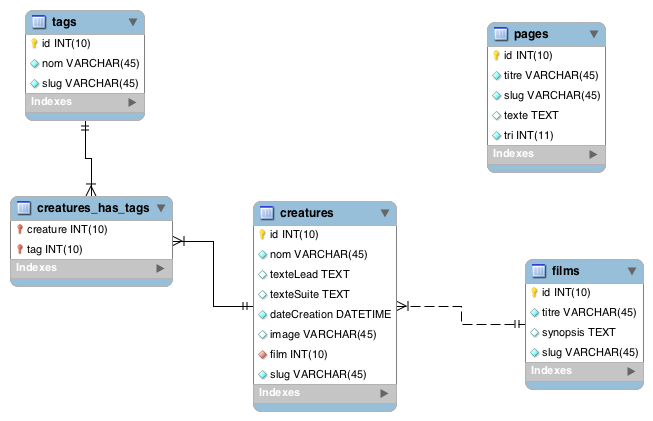 tags
id INT(10)
nom VARCHAR(45)
slug VARCHAR(45)
Indexes
pages
id INT(10)
titre VARCHAR(45)
slug VARCHAR(45)
texte TEXT
tri INT(11)
Indexes
creatures_has_tags
creature INT(10)
tag INT(10)
Indexes
creatures
id INT(10)
nom VARCHAR(45)
texteLead TEXT
texteSuite TEXT
dateCreation DATETIME
image VARCHAR(45)
film INT(10)
slug VARCHAR(45)
Indexes
films
id INT(10)
titre VARCHAR(45)
synopsis TEXT
slug VARCHAR(45)
Indexes